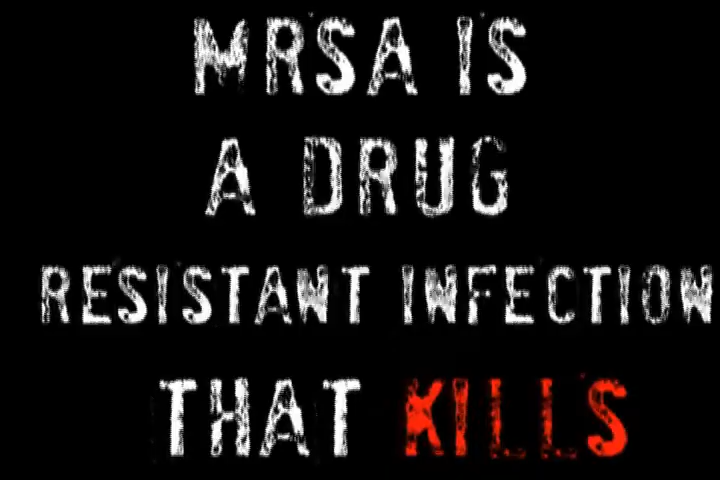 MRSA IS
A DRUG
RESISTANT INFECTION
THAT KILLS